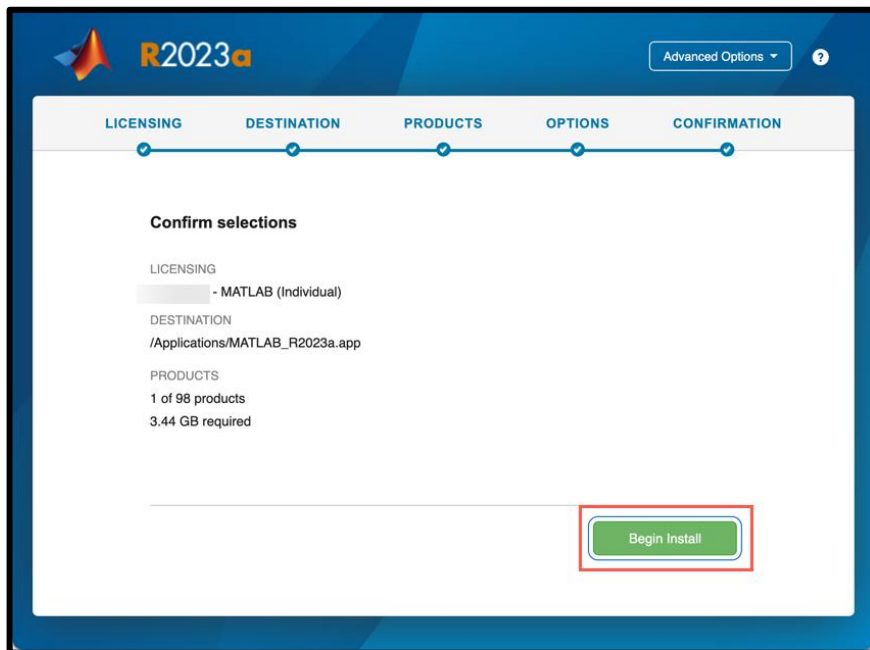 R2023a
Advanced Options
?
LICENSING DESTINATION PRODUCTS OPTIONS CONFIRMATION
Confirm selections
LICENSING
- MATLAB (Individual)
DESTINATION
/Applications/MATLAB_R2023a.app
PRODUCTS
1 of 98 products
3.44 GB required
Begin Install